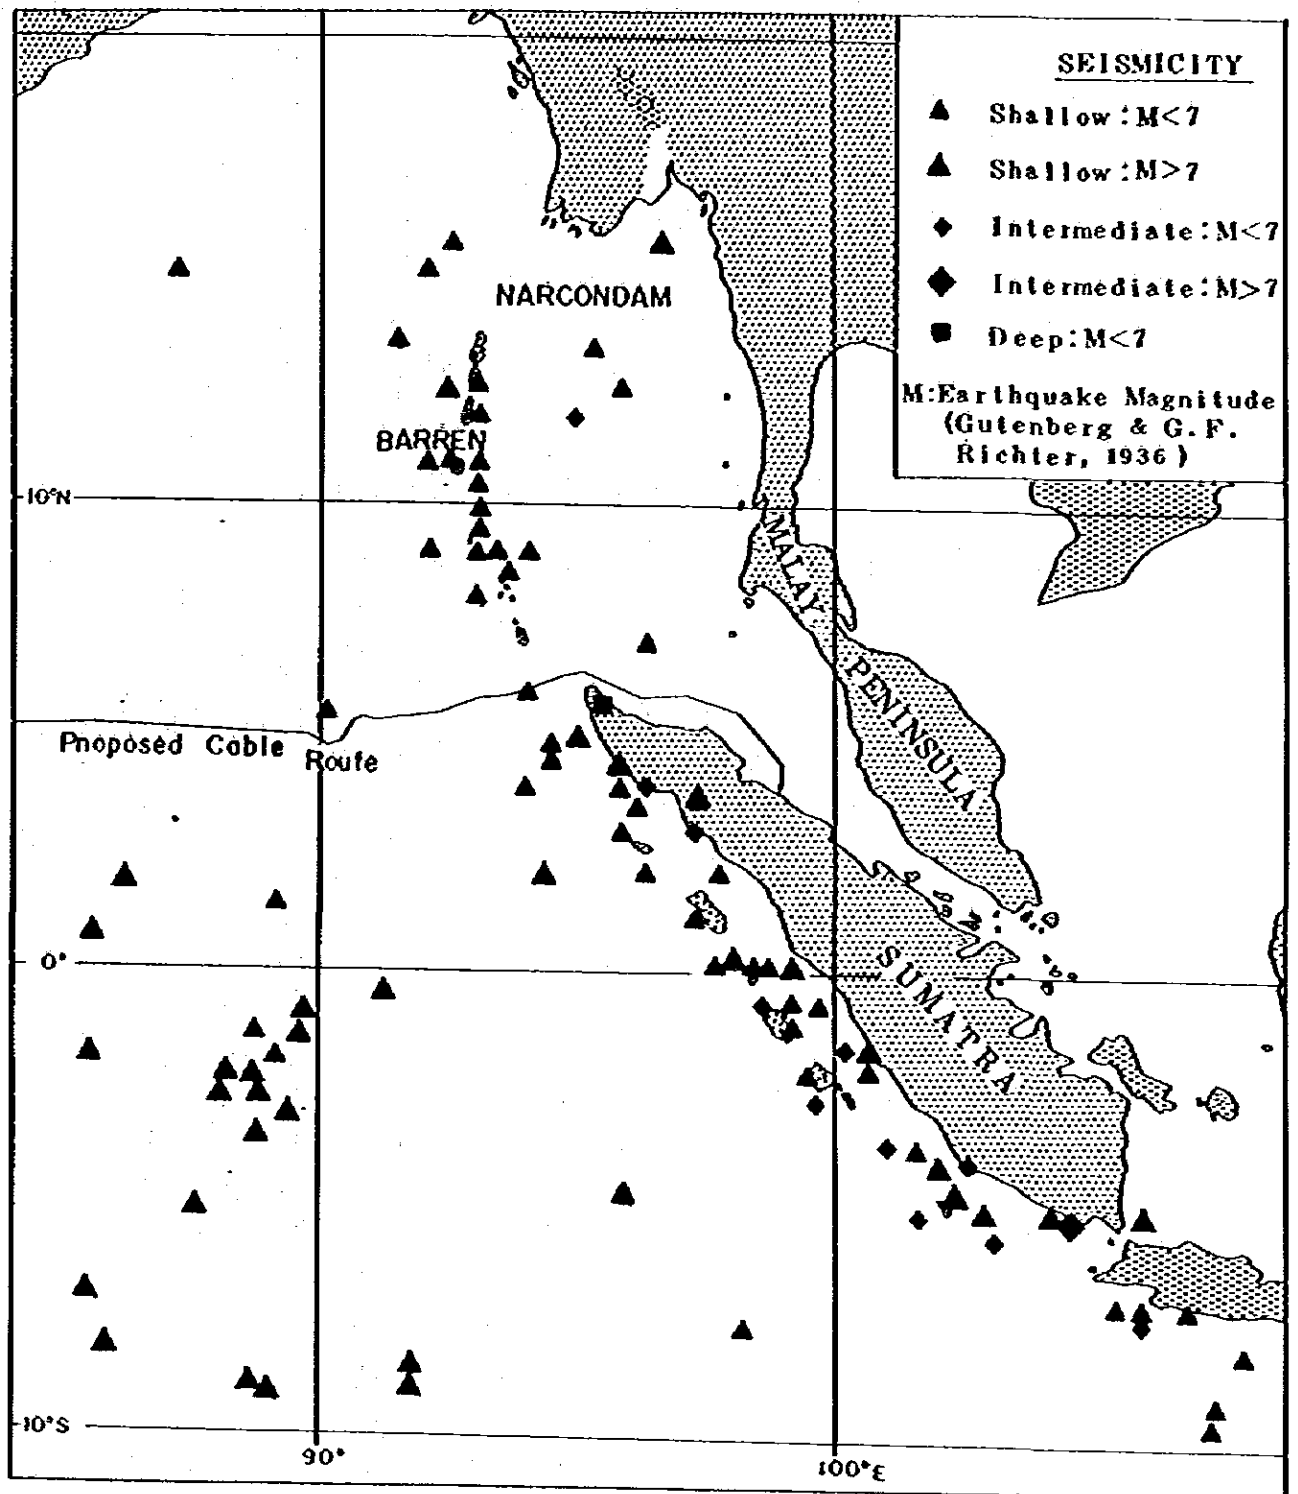 SEISMICITY
Shallow:M<7
Shallow:M>7
Intermediate:M<7
Intermediate:M>7
Deep:M<7
M:Earthquake Magnitude
(Gutenberg & G.F.
Richter, 1936)
NARCONDAM
BARREN
10°N
MALAY
PENINSULA
Pnoposed Cable
Roufe
0°
SUMATRA
10°S
90°
100°E